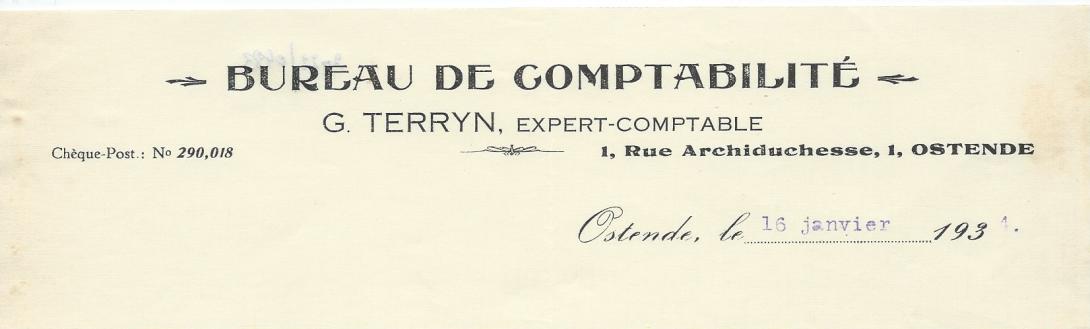 BUREAU DE COMPTABILITÉ
G. TERRYN, EXPERT-COMPTABLE
Chèque-Post.: No 290,018
1, Rue Archiduchesse, 1, OSTENDE
Ostende, le 16 janvier 1934.